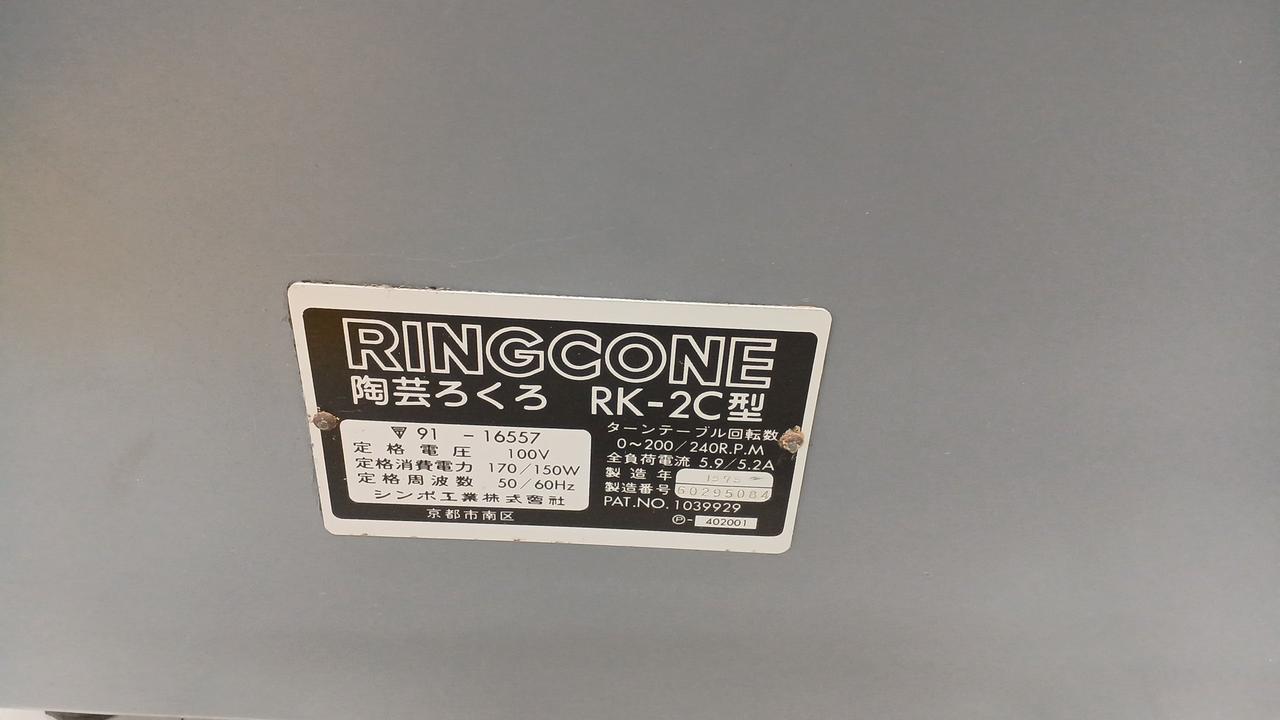 RINGCONE
陶芸ろくろ RK-2C型
▽ 91 - 16557
定格電圧 100V
定格消費電力 170/150W
定格周波数 50/60Hz
シンポ工業株式會社
京都市南区
ターンテーブル回転数
0~200/240R.P.M
全負荷電流 5.9/5.2A
製造年
製造番号 60295084
PAT.NO. 1039929
Ⓟ- 402001